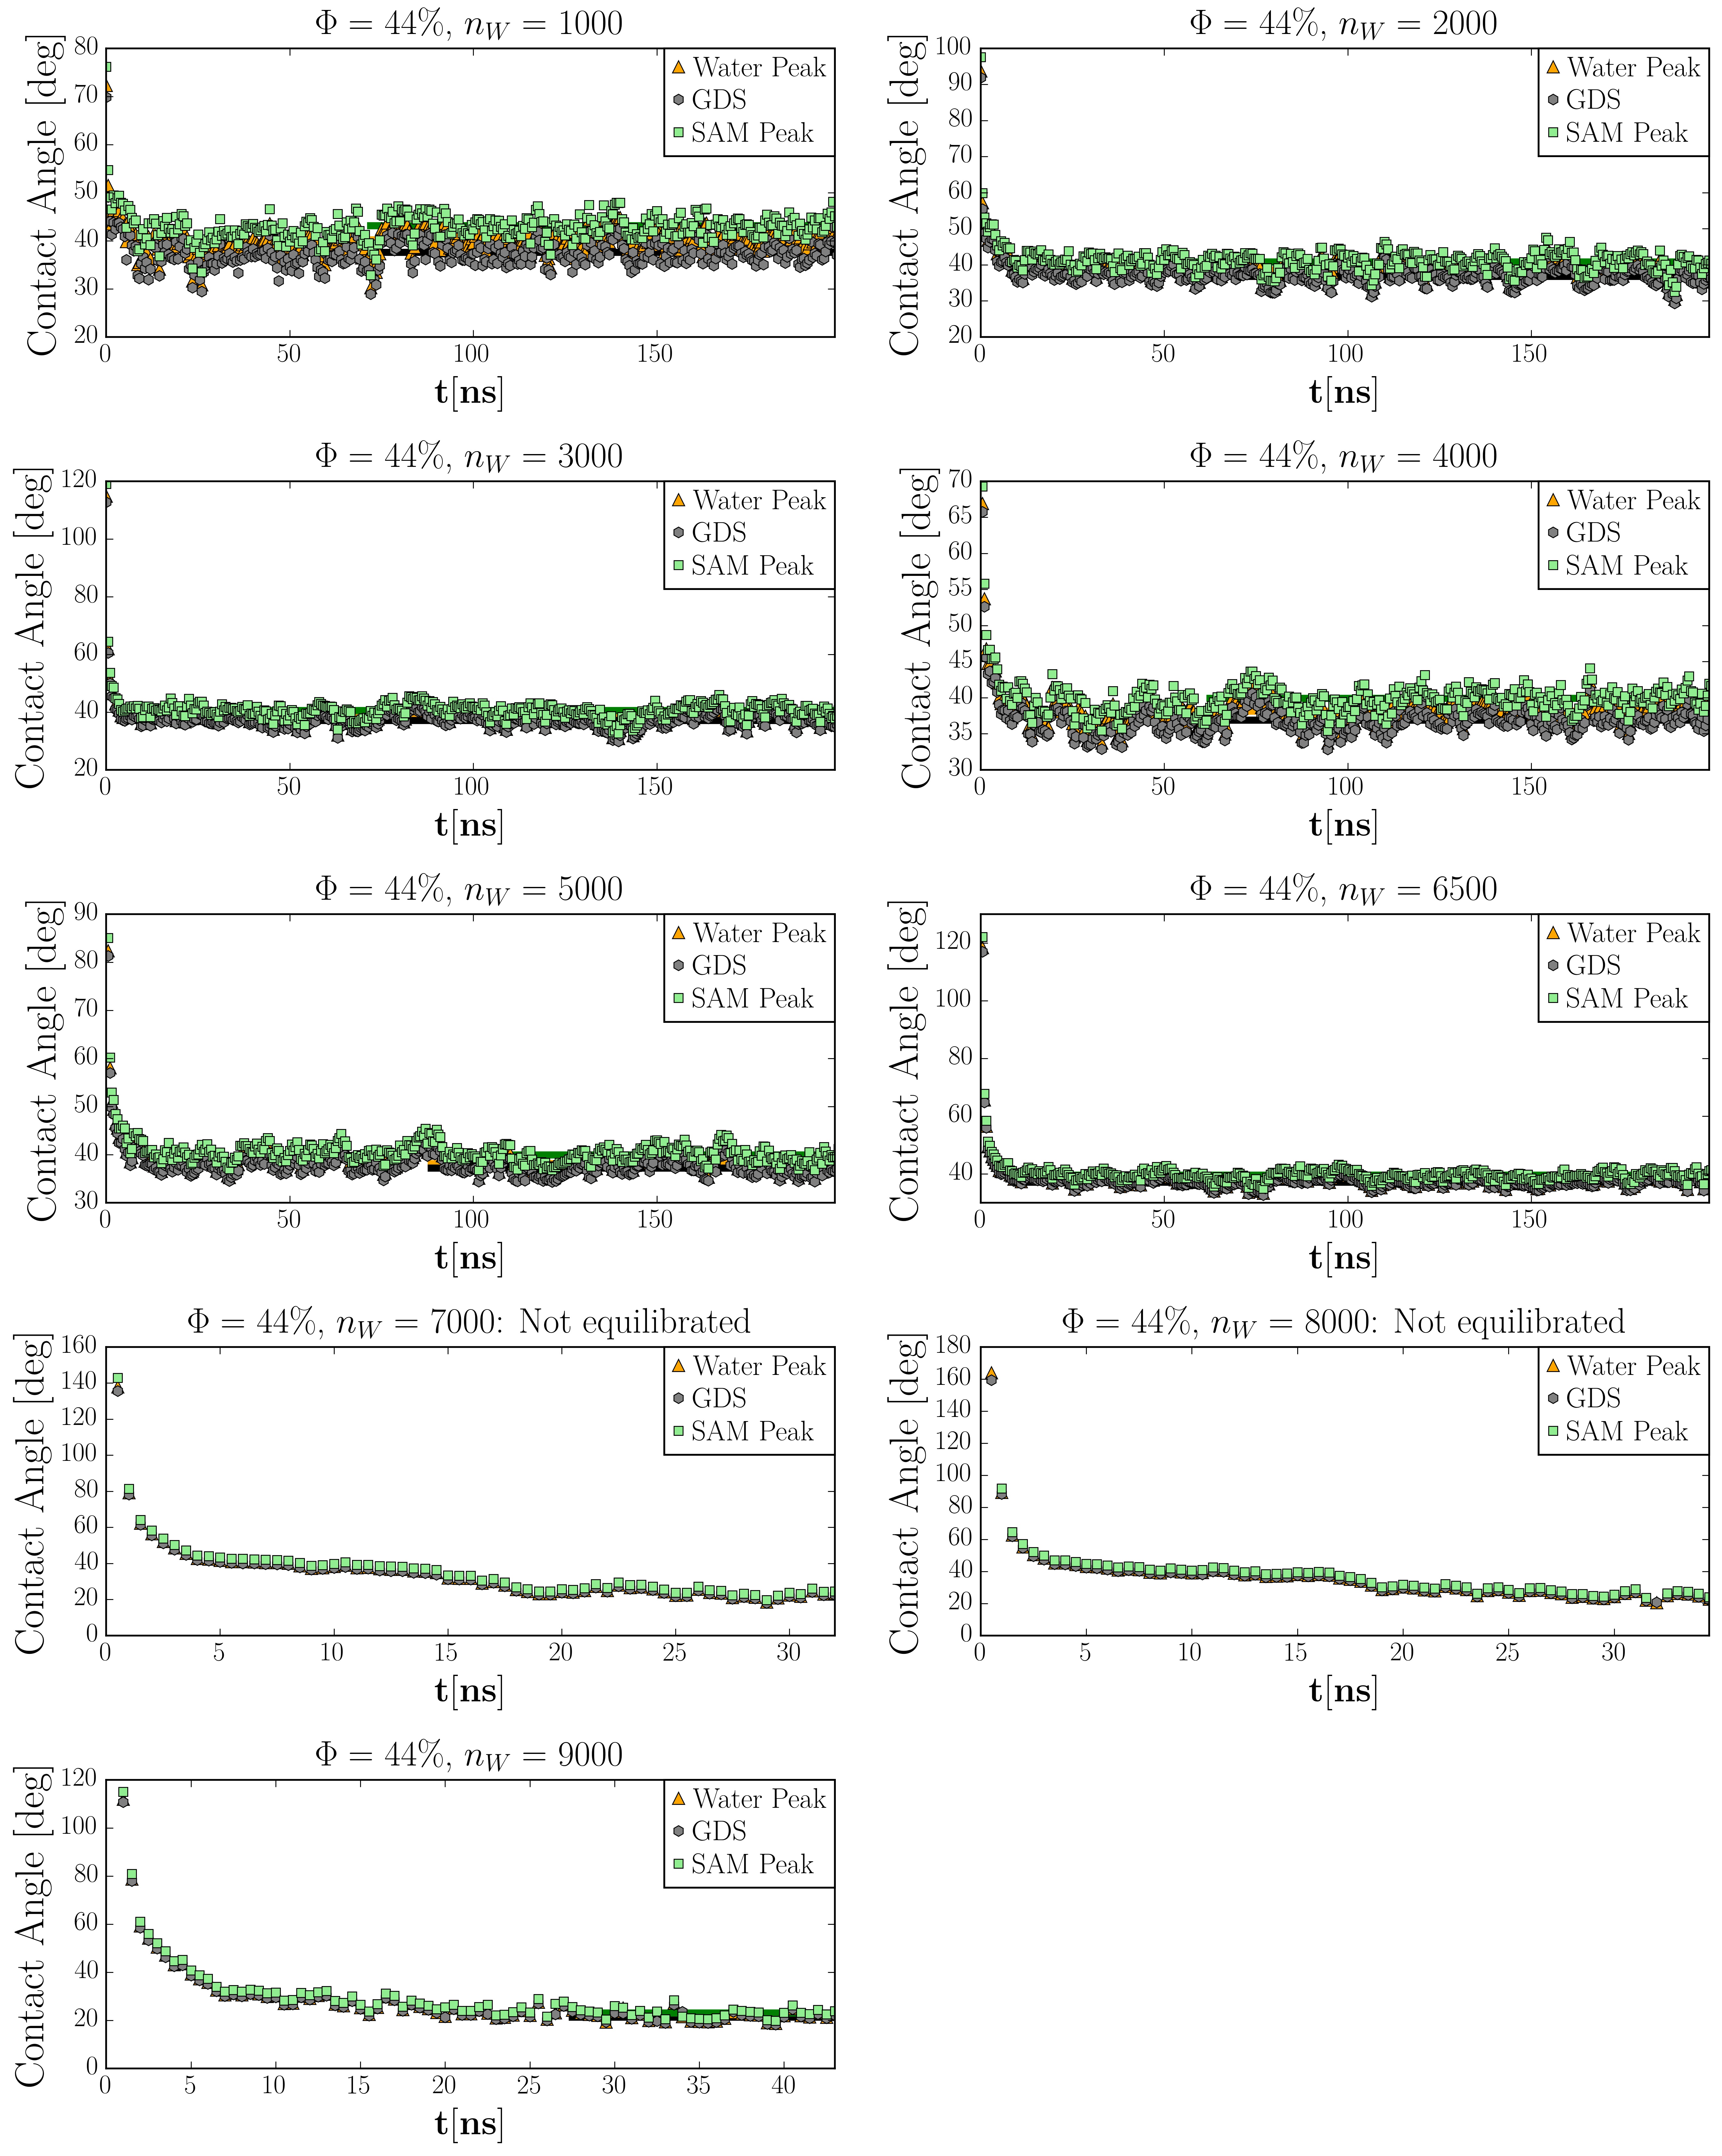 Φ = 44%, n_W = 1000
Contact Angle [deg]
80
70
60
50
40
30
20
Water Peak
GDS
SAM Peak
0 50 100 150
t[ns]
Φ = 44%, n_W = 2000
Contact Angle [deg]
100
90
80
70
60
50
40
30
20
Water Peak
GDS
SAM Peak
0 50 100 150
t[ns]
Φ = 44%, n_W = 3000
Contact Angle [deg]
120
100
80
60
40
20
Water Peak
GDS
SAM Peak
0 50 100 150
t[ns]
Φ = 44%, n_W = 4000
Contact Angle [deg]
70
65
60
55
50
45
40
35
30
Water Peak
GDS
SAM Peak
0 50 100 150
t[ns]
Φ = 44%, n_W = 5000
Contact Angle [deg]
90
80
70
60
50
40
30
Water Peak
GDS
SAM Peak
0 50 100 150
t[ns]
Φ = 44%, n_W = 6500
Contact Angle [deg]
120
100
80
60
40
Water Peak
GDS
SAM Peak
0 50 100 150
t[ns]
Φ = 44%, n_W = 7000: Not equilibrated
Contact Angle [deg]
160
140
120
100
80
60
40
20
0
Water Peak
GDS
SAM Peak
0 5 10 15 20 25 30
t[ns]
Φ = 44%, n_W = 8000: Not equilibrated
Contact Angle [deg]
180
160
140
120
100
80
60
40
20
0
Water Peak
GDS
SAM Peak
0 5 10 15 20 25 30
t[ns]
Φ = 44%, n_W = 9000
Contact Angle [deg]
120
100
80
60
40
20
0
Water Peak
GDS
SAM Peak
0 5 10 15 20 25 30 35 40
t[ns]